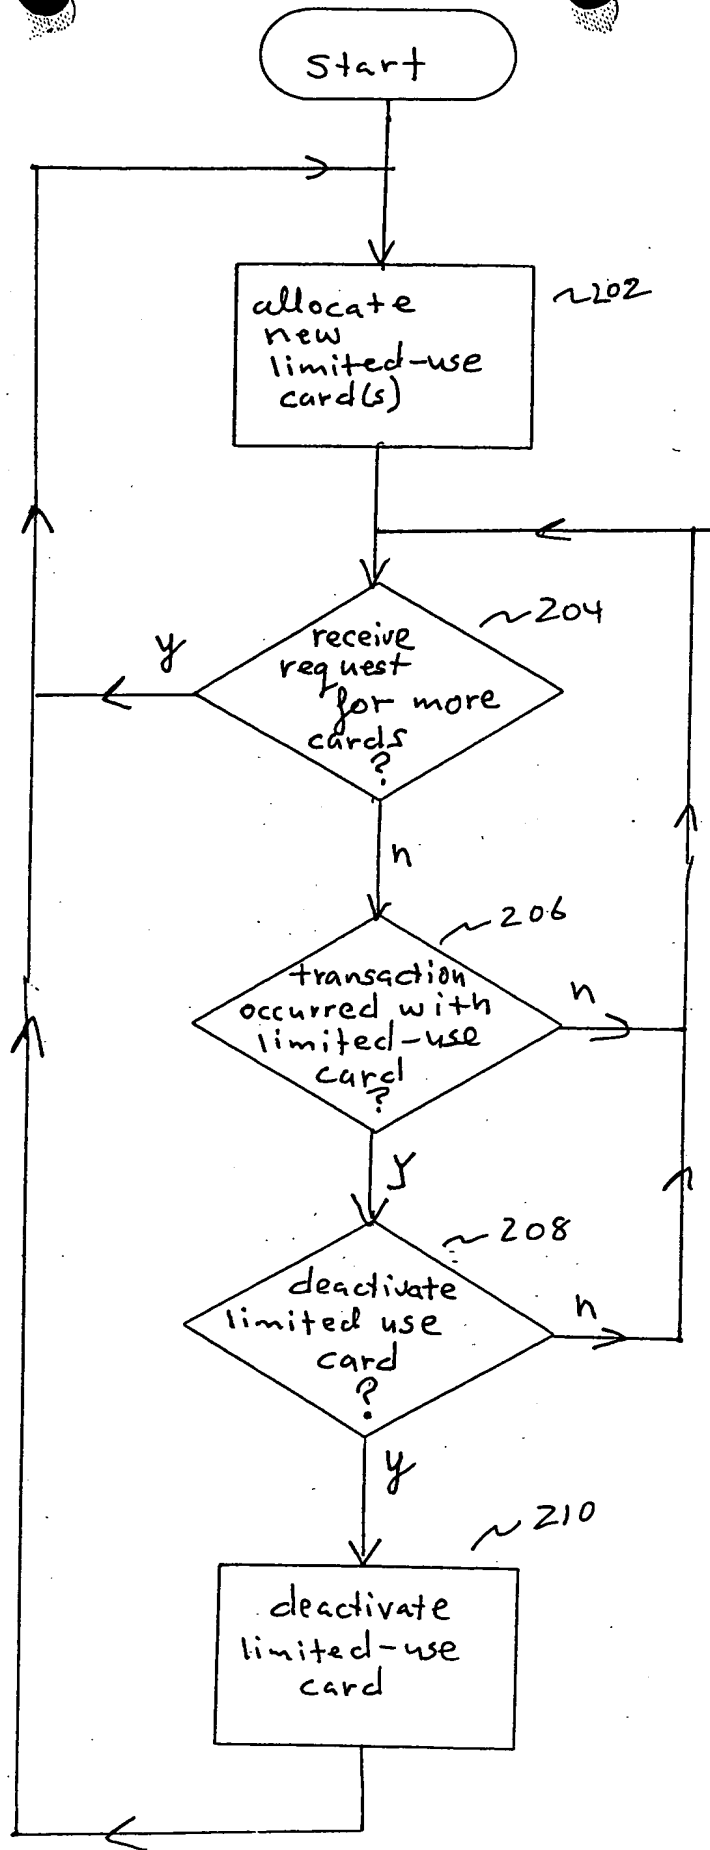 start
~202
allocate
new
limited-use
card(s)
~204
y
receive
request
for more
cards
?
n
~206
transaction
occurred with
limited-use
card
?
n
y
~208
deactivate
limited use
card
?
n
y
~210
deactivate
limited-use
card